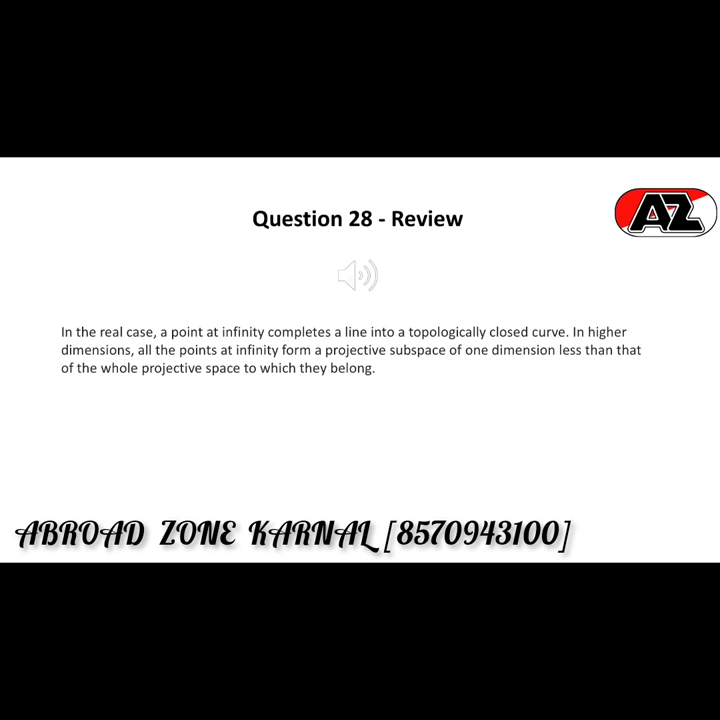 Question 28 - Review
AZ
In the real case, a point at infinity completes a line into a topologically closed curve. In higher
dimensions, all the points at infinity form a projective subspace of one dimension less than that
of the whole projective space to which they belong.
ABROAD ZONE KARNAL [8570943100]